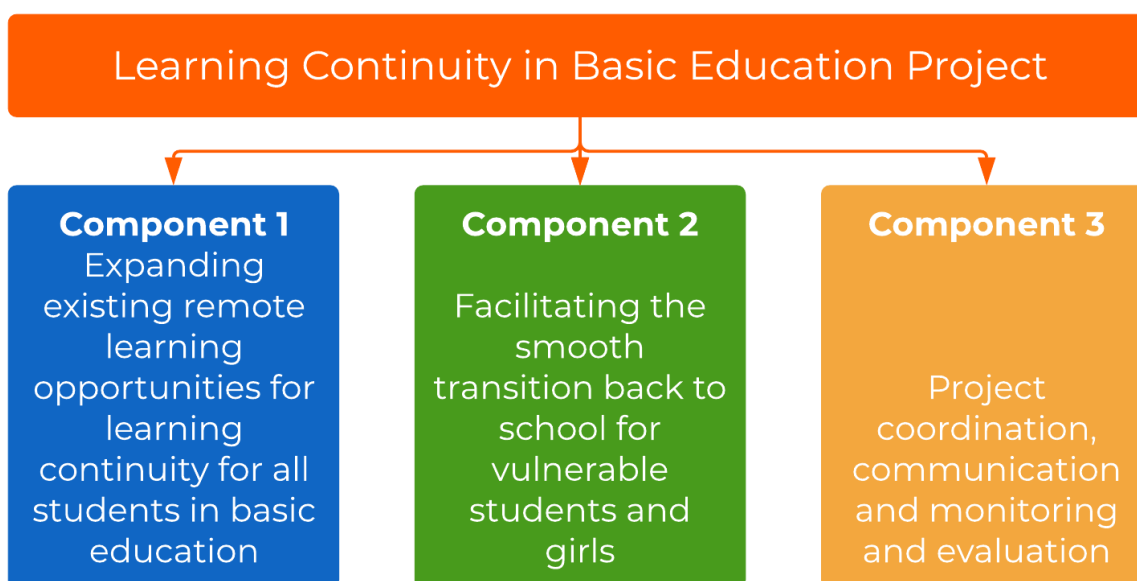 Learning Continuity in Basic Education Project
Component 1
Expanding
existing remote
learning
opportunities for
learning
continuity for all
students in basic
education
Component 2
Facilitating the
smooth
transition back to
school for
vulnerable
students and
girls
Component 3
Project
coordination,
communication
and monitoring
and evaluation